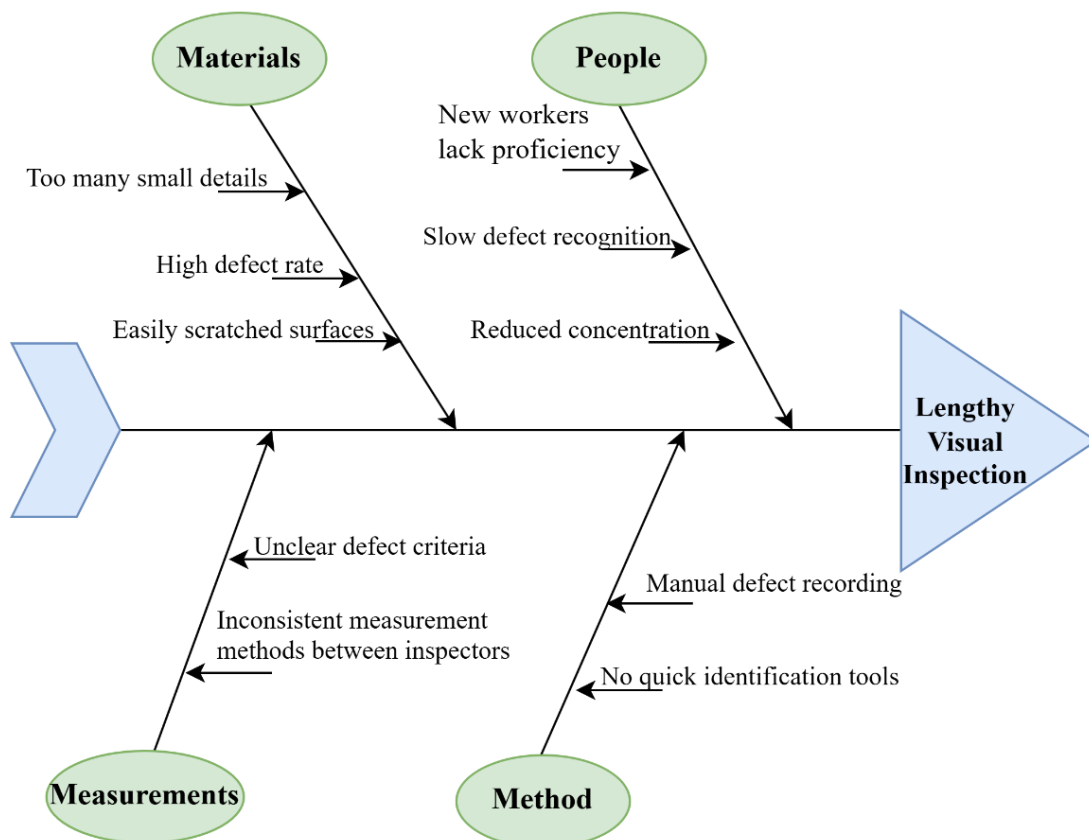 Materials
People
New workers
lack proficiency
Too many small details
Slow defect recognition
High defect rate
Easily scratched surfaces
Reduced concentration
Lengthy
Visual
Inspection
Unclear defect criteria
Manual defect recording
Inconsistent measurement
methods between inspectors
No quick identification tools
Measurements
Method